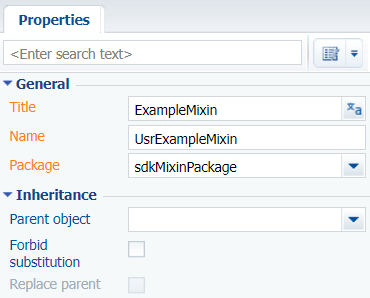 Properties
<Enter search text>
General
Title ExampleMixin
Name UsrExampleMixin
Package sdkMixinPackage
Inheritance
Parent object
Forbid
substitution
Replace parent